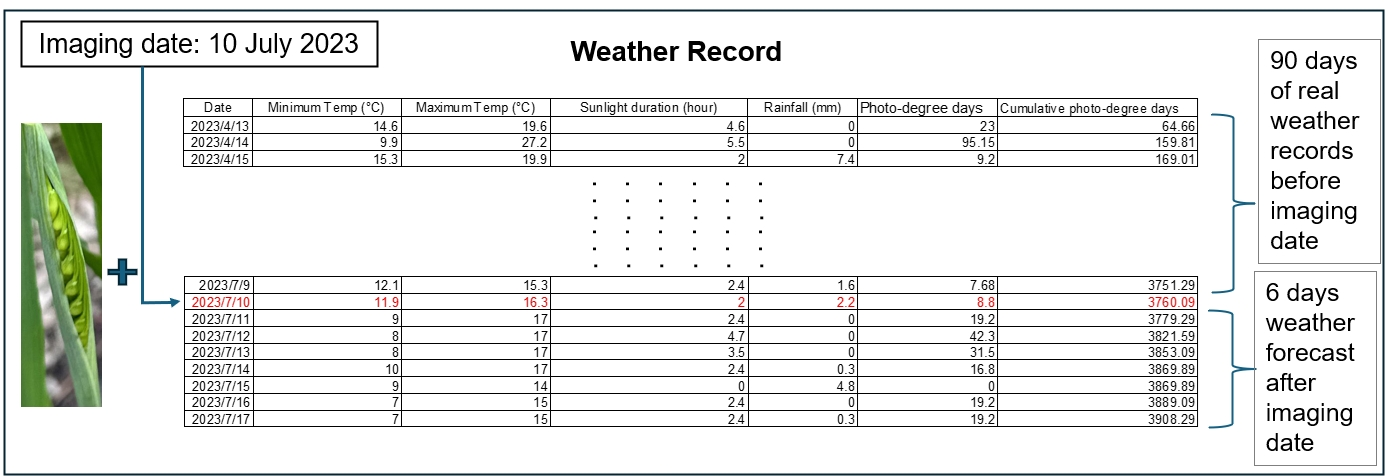 Imaging date: 10 July 2023
Weather Record
Date Minimum Temp (°C) Maximum Temp (°C) Sunlight duration (hour) Rainfall (mm) Photo-degree days Cumulative photo-degree days
2023/4/13 14.6 19.6 4.6 0 23 64.66
2023/4/14 9.9 27.2 5.5 0 95.15 159.81
2023/4/15 15.3 19.9 2 7.4 9.2 169.01
2023/7/9 12.1 15.3 2.4 1.6 7.68 3751.29
2023/7/10 11.9 16.3 2 2.2 8.8 3760.09
2023/7/11 9 17 2.4 0 19.2 3779.29
2023/7/12 8 17 4.7 0 42.3 3821.59
2023/7/13 8 17 3.5 0 31.5 3853.09
2023/7/14 10 17 2.4 0.3 16.8 3869.89
2023/7/15 9 14 0 4.8 0 3869.89
2023/7/16 7 15 2.4 0 19.2 3889.09
2023/7/17 7 15 2.4 0.3 19.2 3908.29
90 days
of real
weather
records
before
imaging
date
6 days
weather
forecast
after
imaging
date